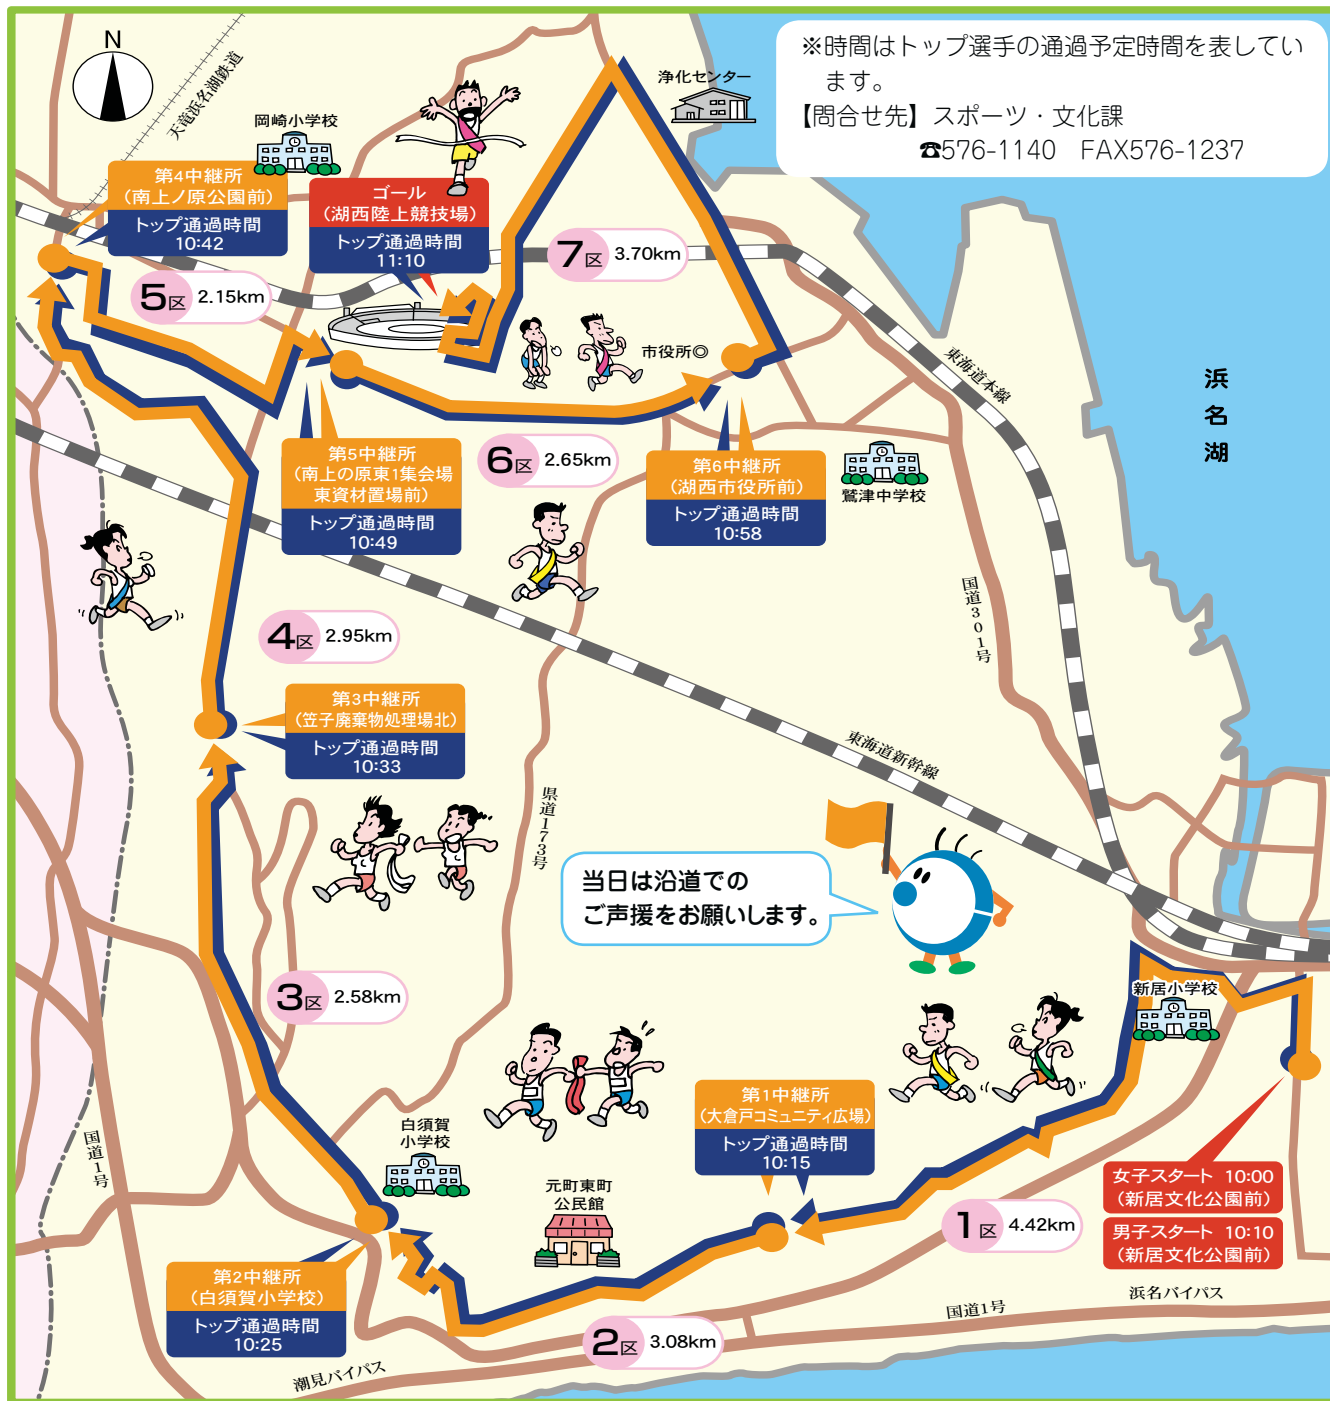 ※時間はトップ選手の通過予定時間を表してい
ます。
【問合せ先】スポーツ・文化課
☎576-1140 FAX576-1237
N
天竜浜名湖鉄道
岡崎小学校
浄化センター
第4中継所
(南上ノ原公園前)
トップ通過時間
10:42
ゴール
(湖西陸上競技場)
トップ通過時間
11:10
7区 3.70km
5区 2.15km
市役所◎
東海道本線
浜名湖
第5中継所
(南上の原東1集会場
東資材置場前)
トップ通過時間
10:49
6区 2.65km
第6中継所
(湖西市役所前)
トップ通過時間
10:58
鷲津中学校
国道301号
4区 2.95km
第3中継所
(笠子廃棄物処理場北)
トップ通過時間
10:33
東海道新幹線
県道173号
当日は沿道での
ご声援をお願いします。
3区 2.58km
新居小学校
第1中継所
(大倉戸コミュニティ広場)
トップ通過時間
10:15
白須賀
小学校
国道1号
元町東町
公民館
女子スタート 10:00
(新居文化公園前)
男子スタート 10:10
(新居文化公園前)
1区 4.42km
第2中継所
(白須賀小学校)
トップ通過時間
10:25
浜名バイパス
国道1号
2区 3.08km
潮見バイパス